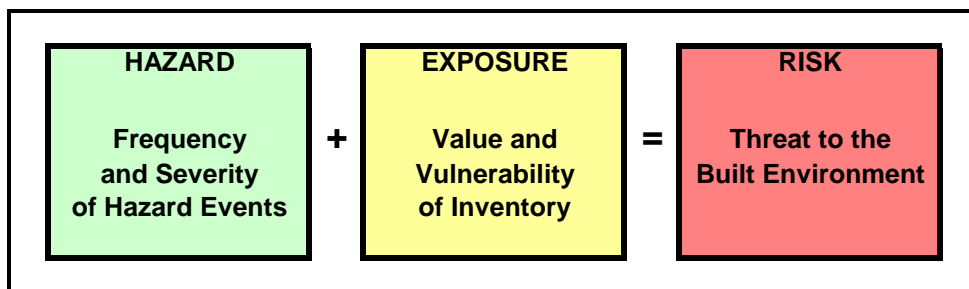 HAZARD
Frequency
and Severity
of Hazard Events
+
EXPOSURE
Value and
Vulnerability
of Inventory
=
RISK
Threat to the
Built Environment